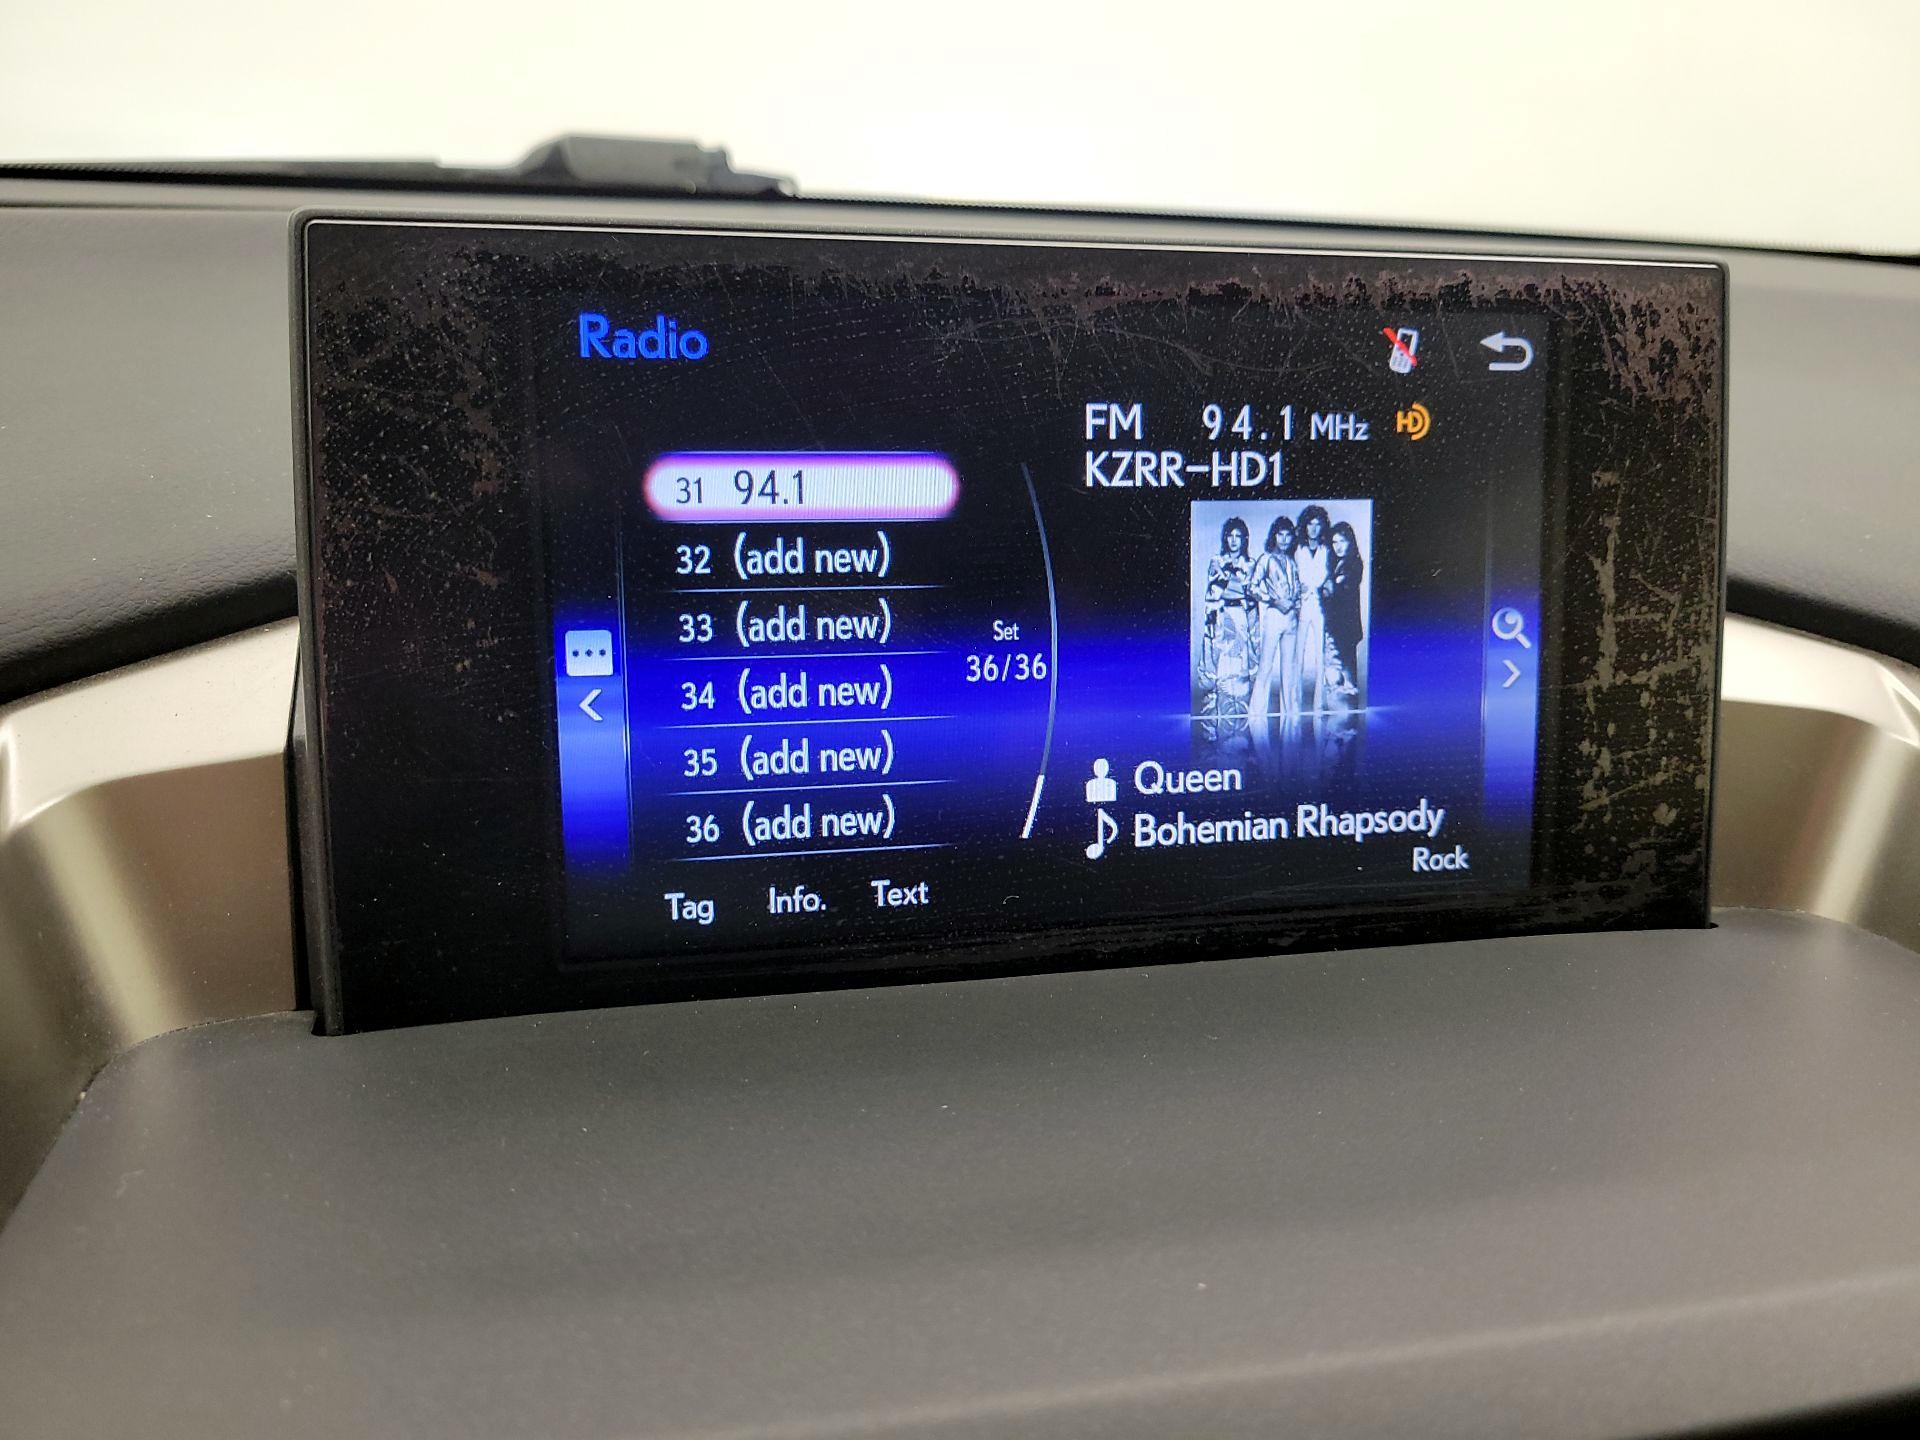 Radio
FM 94.1 MHz HD
KZRR-HD1
31 94.1
32 (add new)
33 (add new)
34 (add new)
35 (add new)
36 (add new)
Set
36/36
Queen
Bohemian Rhapsody
Rock
Tag Info. Text